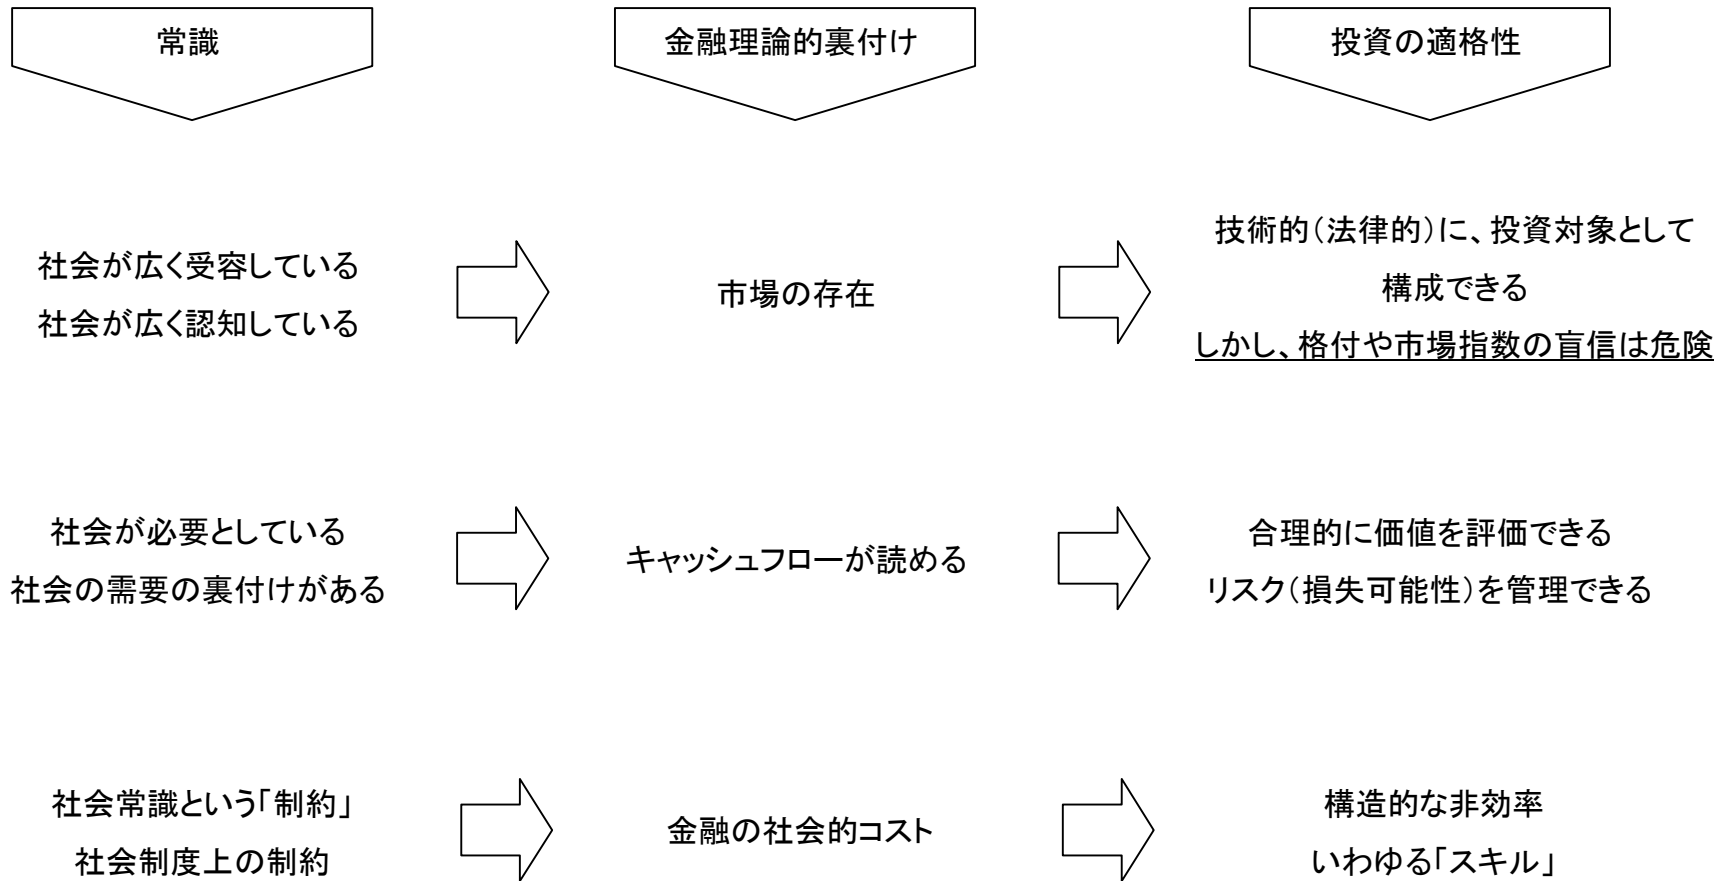 常識
金融理論的裏付け
投資の適格性
社会が広く受容している
社会が広く認知している
市場の存在
技術的(法律的)に、投資対象として
構成できる
しかし、格付や市場指数の盲信は危険
社会が必要としている
社会の需要の裏付けがある
キャッシュフローが読める
合理的に価値を評価できる
リスク(損失可能性)を管理できる
社会常識という「制約」
社会制度上の制約
金融の社会的コスト
構造的な非効率
いわゆる「スキル」